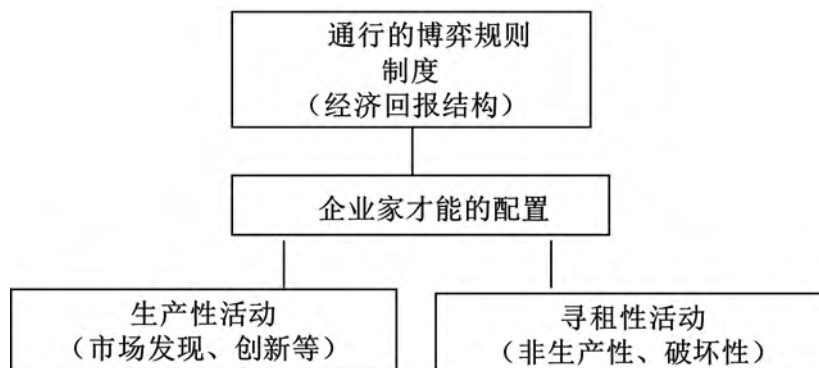 通行的博弈规则
制度
（经济回报结构）
企业家才能的配置
生产性活动
（市场发现、创新等）
寻租性活动
（非生产性、破坏性）